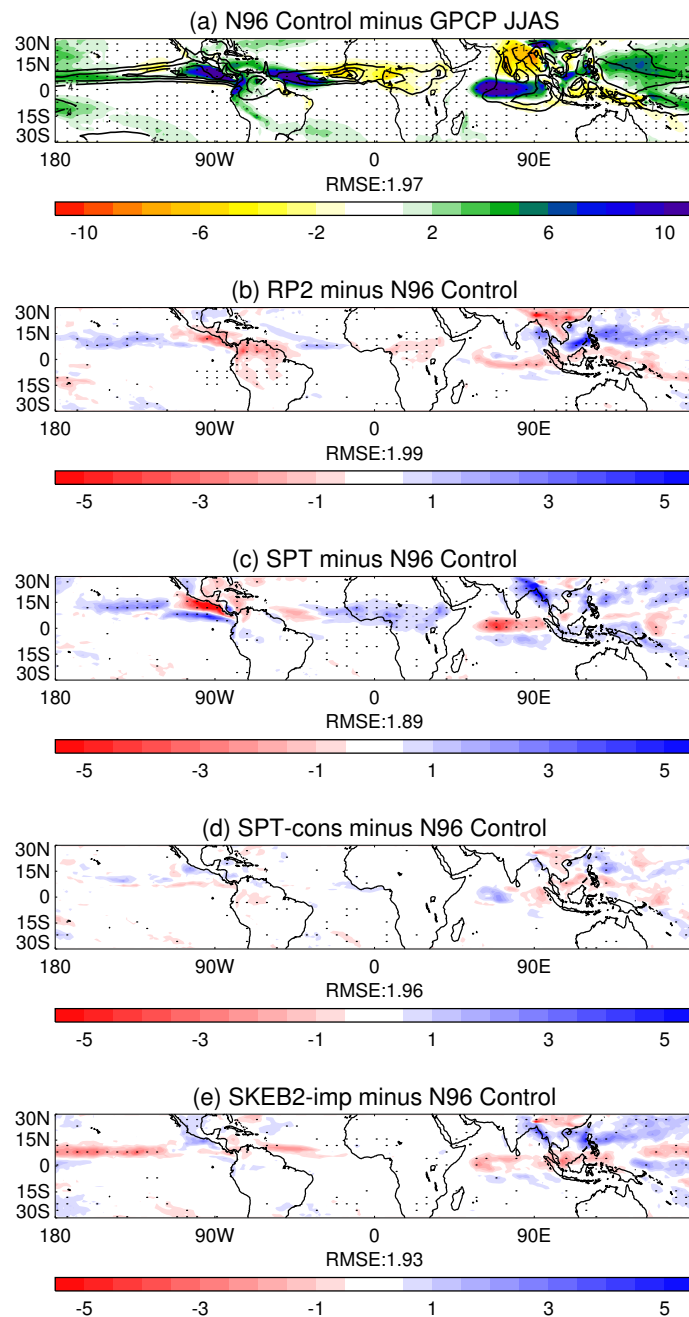 (a) N96 Control minus GPCP JJAS
30N
15N
0
15S
30S
180 90W 0 90E
RMSE:1.97
-10 -6 -2 2 6 10
(b) RP2 minus N96 Control
30N
15N
0
15S
30S
180 90W 0 90E
RMSE:1.99
-5 -3 -1 1 3 5
(c) SPT minus N96 Control
30N
15N
0
15S
30S
180 90W 0 90E
RMSE:1.89
-5 -3 -1 1 3 5
(d) SPT-cons minus N96 Control
30N
15N
0
15S
30S
180 90W 0 90E
RMSE:1.96
-5 -3 -1 1 3 5
(e) SKEB2-imp minus N96 Control
30N
15N
0
15S
30S
180 90W 0 90E
RMSE:1.93
-5 -3 -1 1 3 5